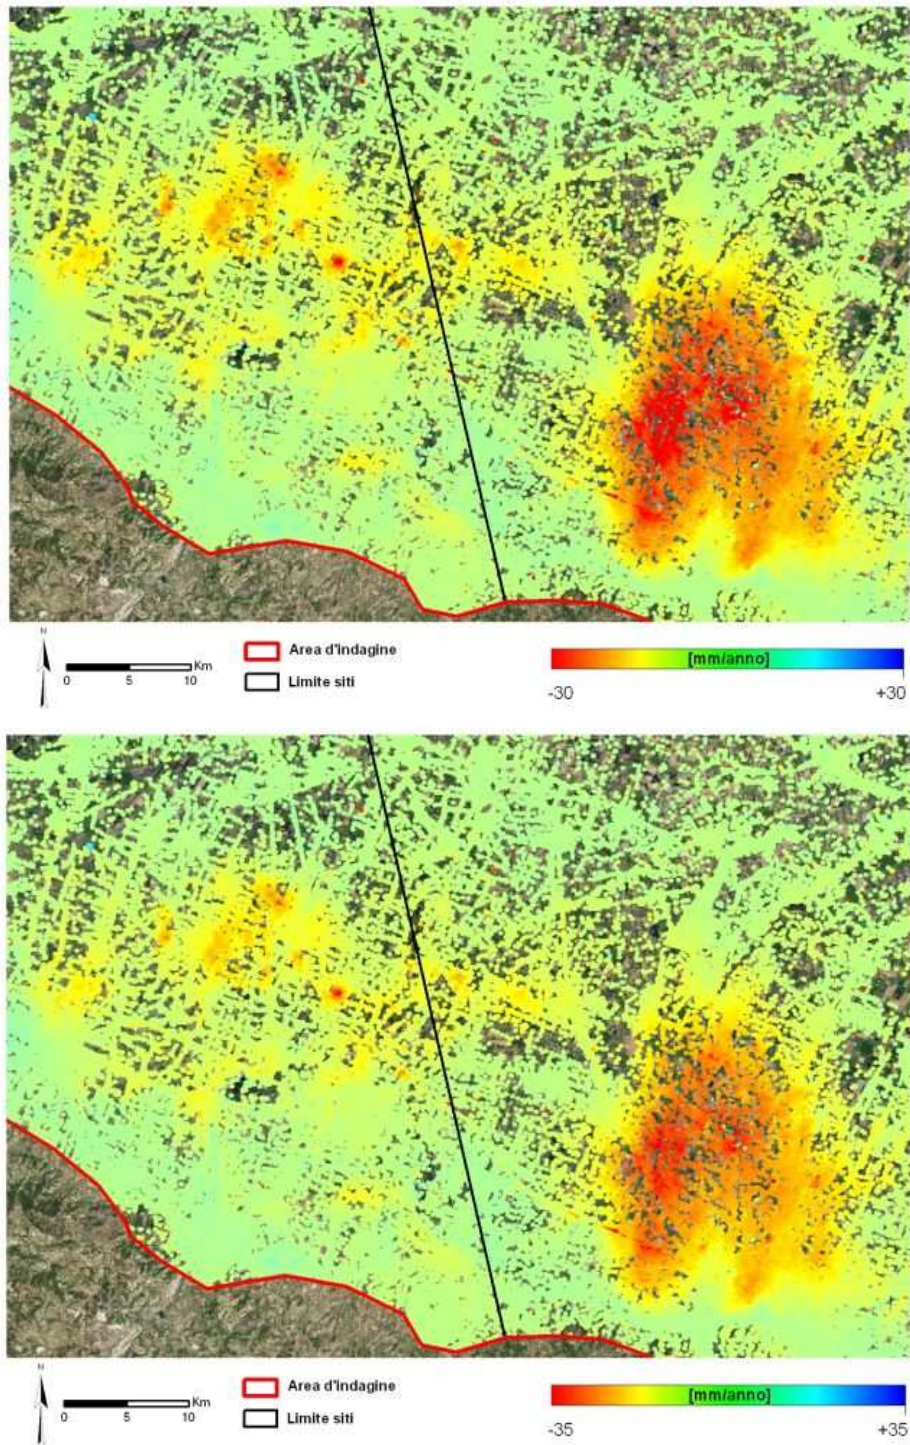 N
Km
0 5 10
Area d'indagine
Limite siti
[mm/anno]
-30 +30
N
Km
0 5 10
Area d'indagine
Limite siti
[mm/anno]
-35 +35